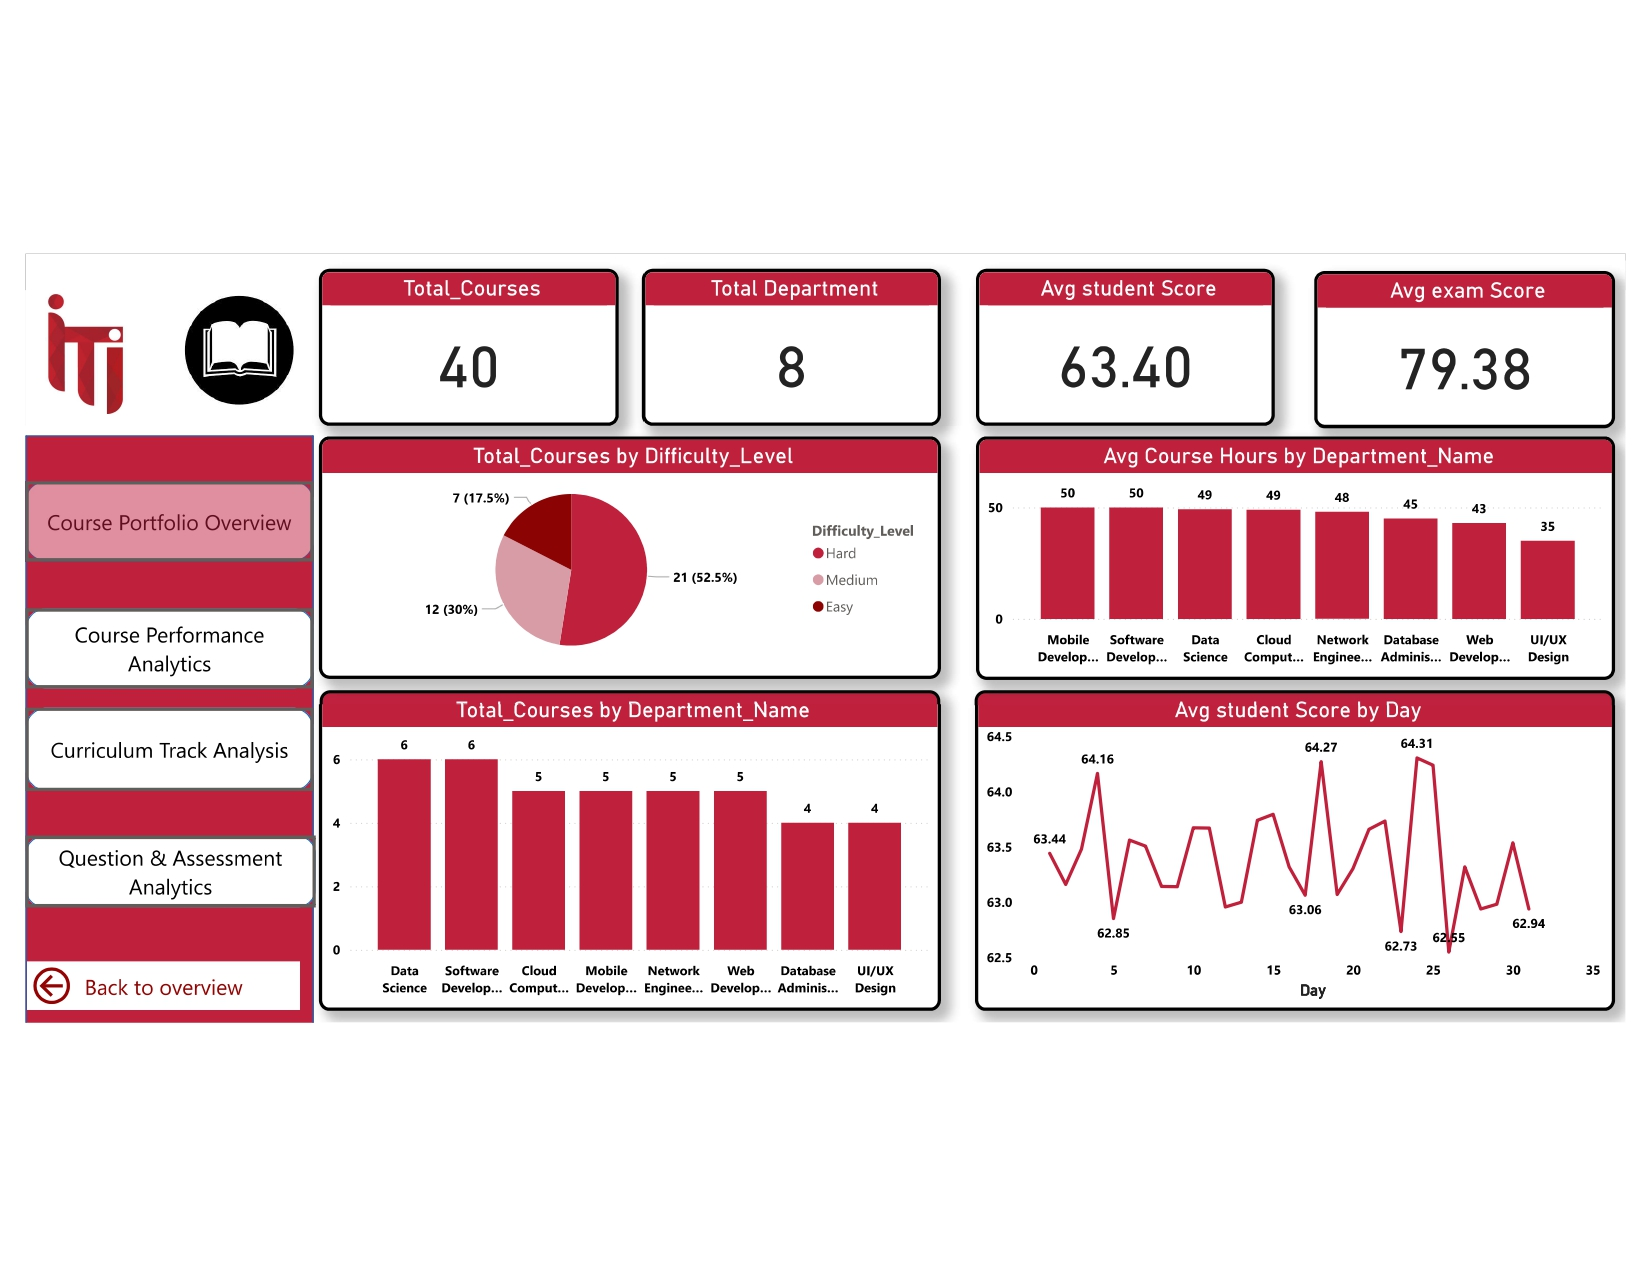 iTi
Total_Courses
40
Total Department
8
Avg student Score
63.40
Avg exam Score
79.38
Course Portfolio Overview
Course Performance
Analytics
Curriculum Track Analysis
Question & Assessment
Analytics
Back to overview
Total_Courses by Difficulty_Level
7 (17.5%)
21 (52.5%)
12 (30%)
Difficulty_Level
Hard
Medium
Easy
Avg Course Hours by Department_Name
50 50 49 49 48 45 43 35
50
0
Mobile Software Data Cloud Network Database Web UI/UX
Develop... Develop... Science Comput... Enginee... Adminis... Develop... Design
Total_Courses by Department_Name
6 6 5 5 5 5 4 4
6
4
2
0
Data Software Cloud Mobile Network Web Database UI/UX
Science Develop... Comput... Develop... Enginee... Develop... Adminis... Design
Avg student Score by Day
64.5
64.0
63.5
63.0
62.5
63.44
64.16
62.85
63.06
64.27
62.73
64.31
62.55
62.94
0 5 10 15 20 25 30 35
Day